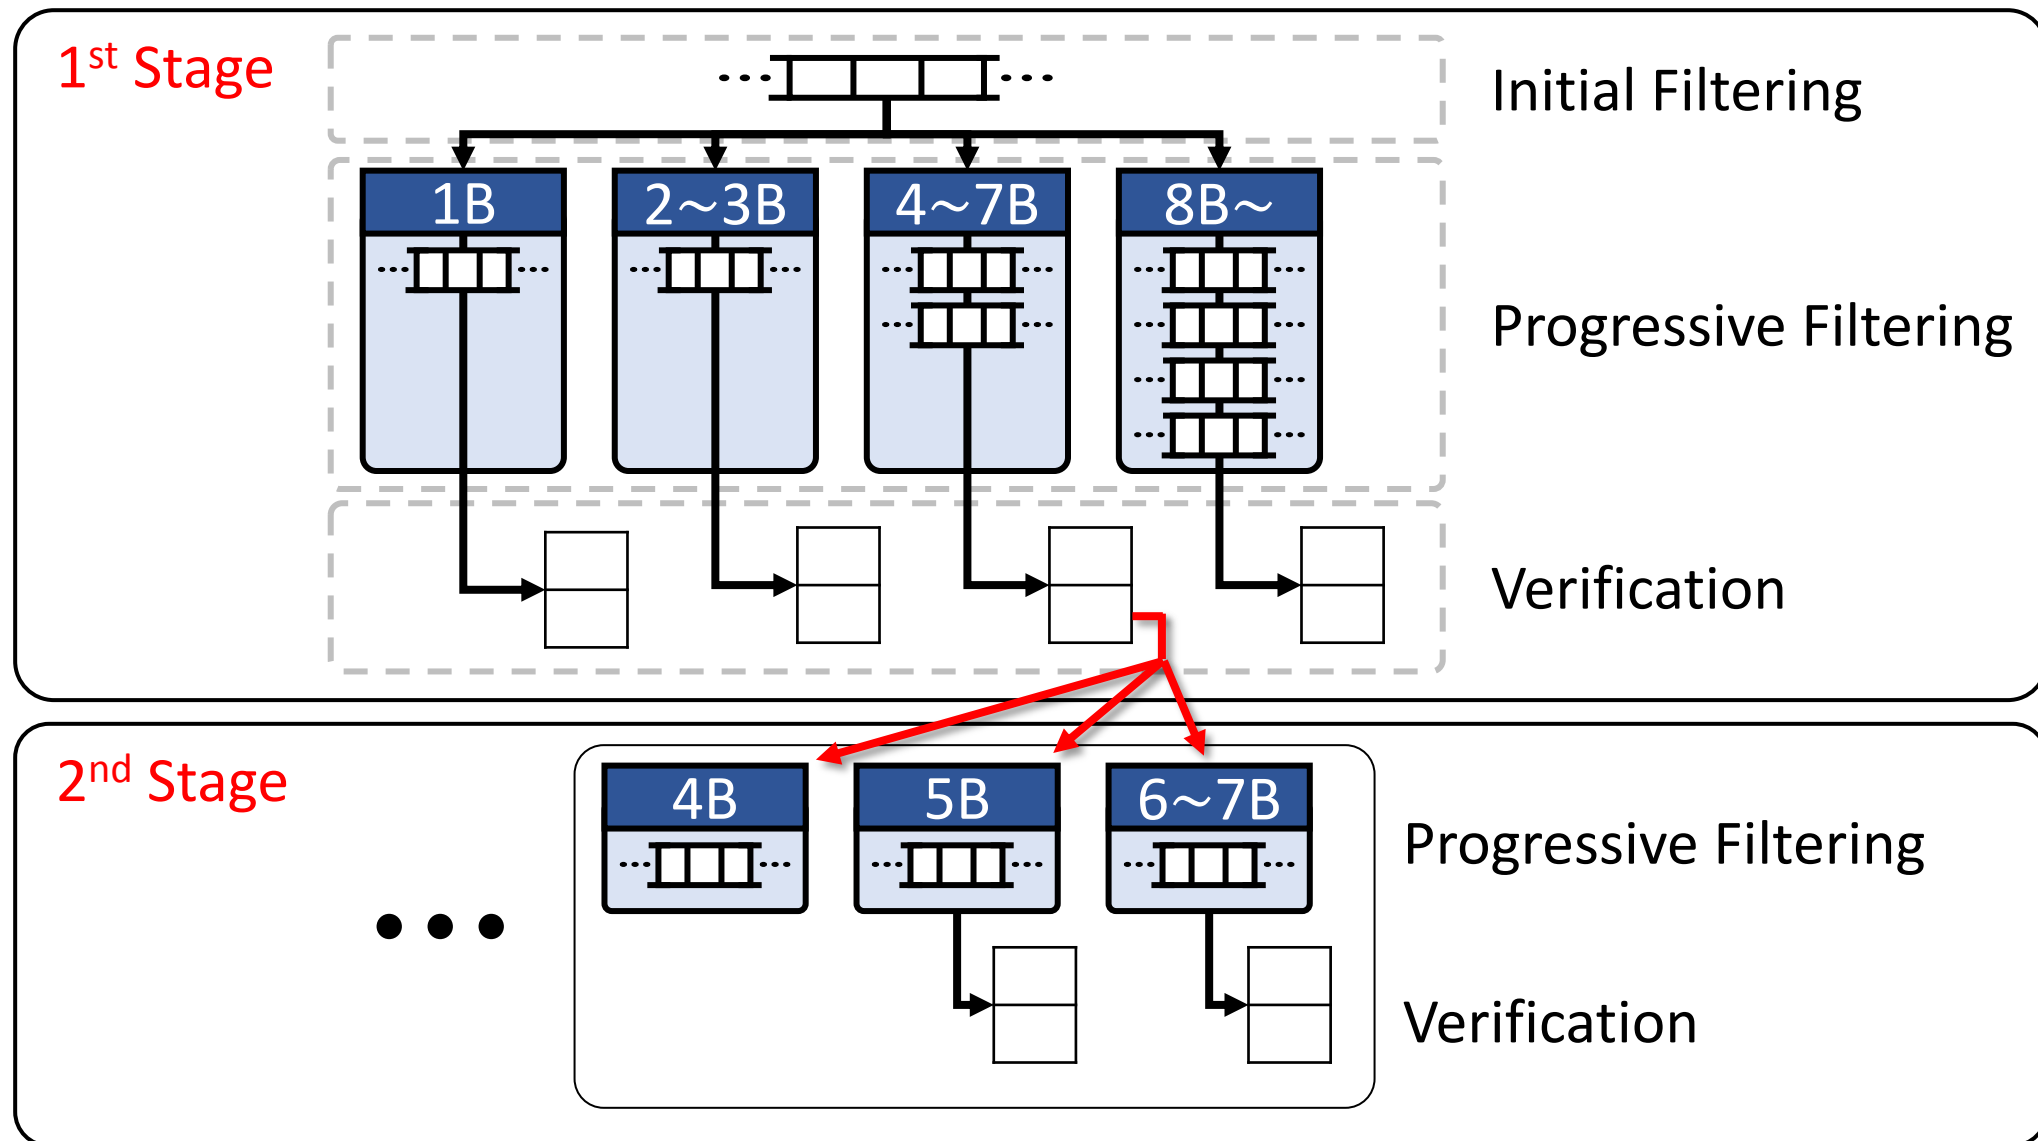 1st Stage
Initial Filtering
1B
2~3B
4~7B
8B~
Progressive Filtering
Verification
2nd Stage
4B
5B
6~7B
Progressive Filtering
Verification